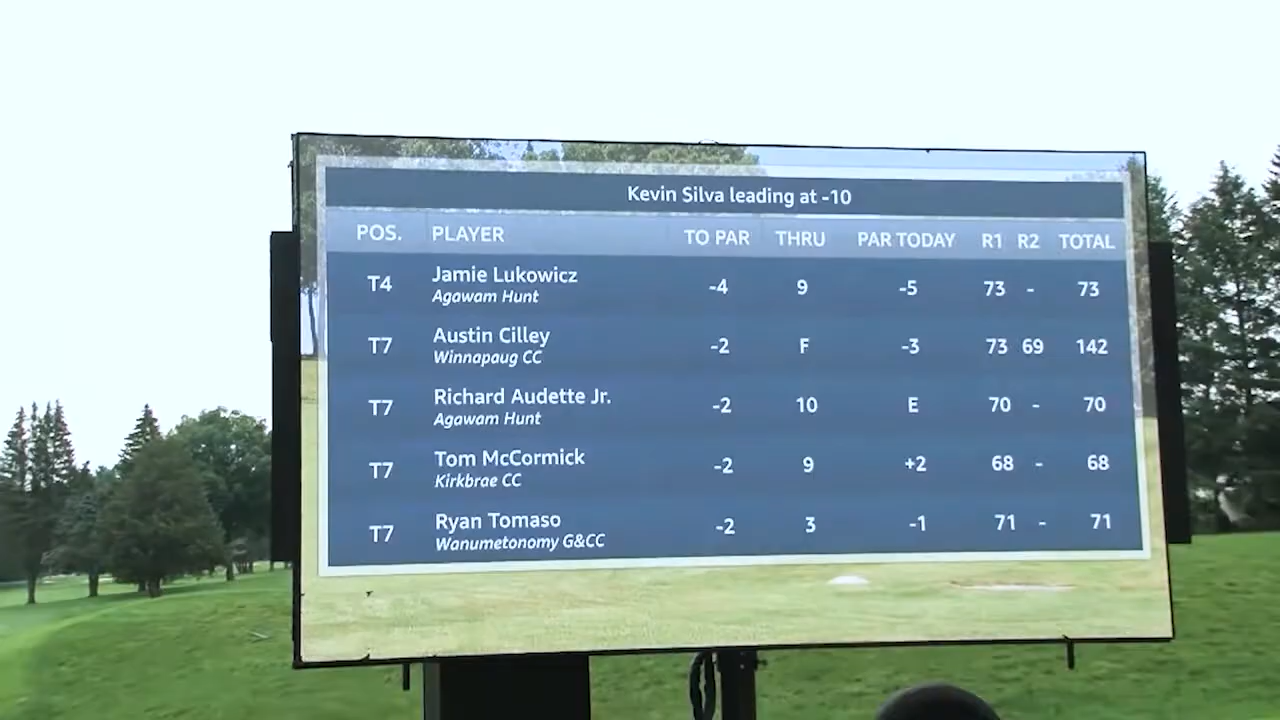 Kevin Silva leading at -10
POS. PLAYER TO PAR THRU PAR TODAY R1 R2 TOTAL
T4 Jamie Lukowicz -4 9 -5 73 - 73
Agawam Hunt
T7 Austin Cilley -2 F -3 73 69 142
Winnapaug CC
T7 Richard Audette Jr. -2 10 E 70 - 70
Agawam Hunt
T7 Tom McCormick -2 9 +2 68 - 68
Kirkbrae CC
T7 Ryan Tomaso -2 3 -1 71 - 71
Wanumetonomy G&CC